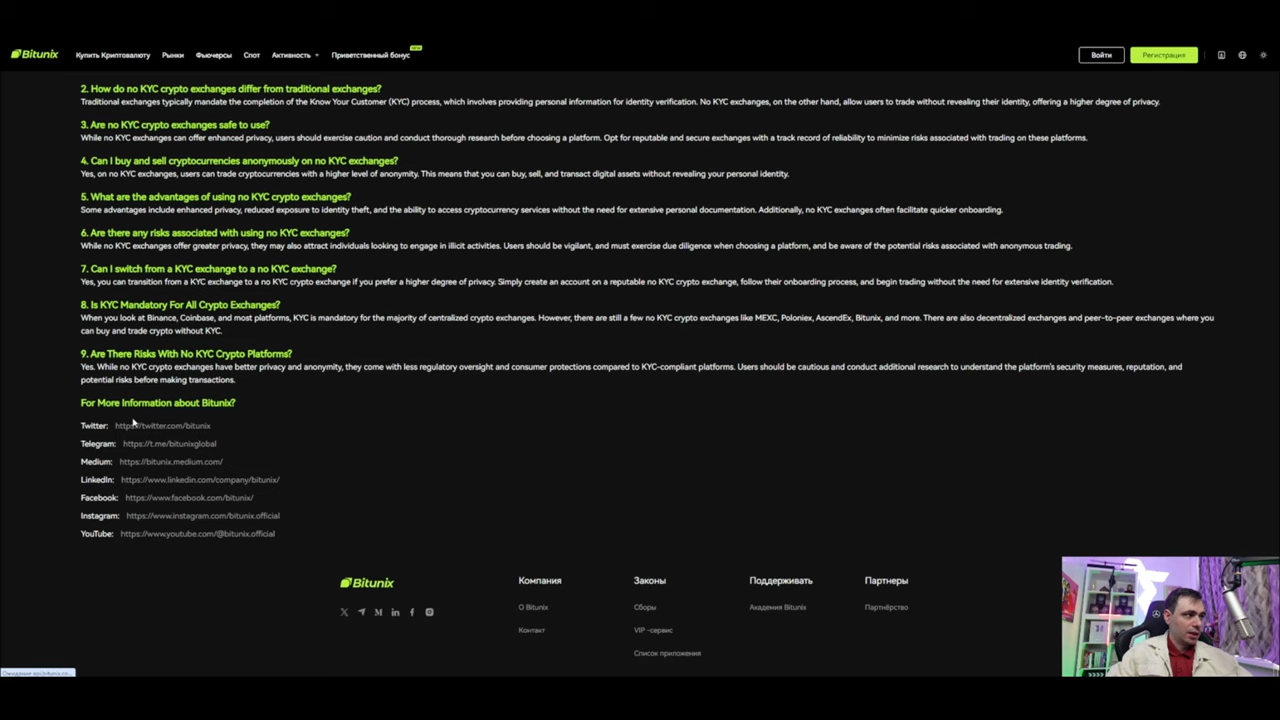 Bitunix
Купить Криптовалюту Рынки Фьючерсы Спот Активность Приветственный бонус NEW
Войти Регистрация
2. How do no KYC crypto exchanges differ from traditional exchanges?
Traditional exchanges typically mandate the completion of the Know Your Customer (KYC) process, which involves providing personal information for identity verification. No KYC exchanges, on the other hand, allow users to trade without revealing their identity, offering a higher degree of privacy.
3. Are no KYC crypto exchanges safe to use?
While no KYC exchanges can offer enhanced privacy, users should exercise caution and conduct thorough research before choosing a platform. Opt for reputable and secure exchanges with a track record of reliability to minimize risks associated with trading on these platforms.
4. Can I buy and sell cryptocurrencies anonymously on no KYC exchanges?
Yes, on no KYC exchanges, users can trade cryptocurrencies with a higher level of anonymity. This means that you can buy, sell, and transact digital assets without revealing your personal identity.
5. What are the advantages of using no KYC crypto exchanges?
Some advantages include enhanced privacy, reduced exposure to identity theft, and the ability to access cryptocurrency services without the need for extensive personal documentation. Additionally, no KYC exchanges often facilitate quicker onboarding.
6. Are there any risks associated with using no KYC exchanges?
While no KYC exchanges offer greater privacy, they may also attract individuals looking to engage in illicit activities. Users should be vigilant, and must exercise due diligence when choosing a platform, and be aware of the potential risks associated with anonymous trading.
7. Can I switch from a KYC exchange to a no KYC exchange?
Yes, you can transition from a KYC exchange to a no KYC exchange if you prefer a higher degree of privacy. Simply create an account on a reputable no KYC crypto exchange, follow their onboarding process, and begin trading without the need for extensive identity verification.
8. Is KYC Mandatory For All Crypto Exchanges?
When you look at Binance, Coinbase, and most platforms, KYC is mandatory for the majority of centralized crypto exchanges. However, there are still a few no KYC crypto exchanges like MEXC, Poloniex, AscendEx, Bitunix, and more. There are also decentralized exchanges and peer-to-peer exchanges where you
can buy and trade crypto without KYC.
9. Are There Risks With No KYC Crypto Platforms?
Yes. While no KYC crypto exchanges have better privacy and anonymity, they come with less regulatory oversight and consumer protections compared to KYC-compliant platforms. Users should be cautious and conduct additional research to understand the platform's security measures, reputation, and
potential risks before making transactions.
For More Information about Bitunix?
Twitter: https://twitter.com/bitunix
Telegram: https://t.me/bitunixglobal
Medium: https://bitunix.medium.com/
LinkedIn: https://www.linkedin.com/company/bitunix/
Facebook: https://www.facebook.com/bitunix/
Instagram: https://www.instagram.com/bitunix.official
YouTube: https://www.youtube.com/@bitunix.official
Bitunix
Компания Законы Поддерживать Партнеры
О Bitunix Сборы Академия Bitunix Партнёрство
Контакт VIP -сервис
Список приложения
Ожидание api.bitunix.co...